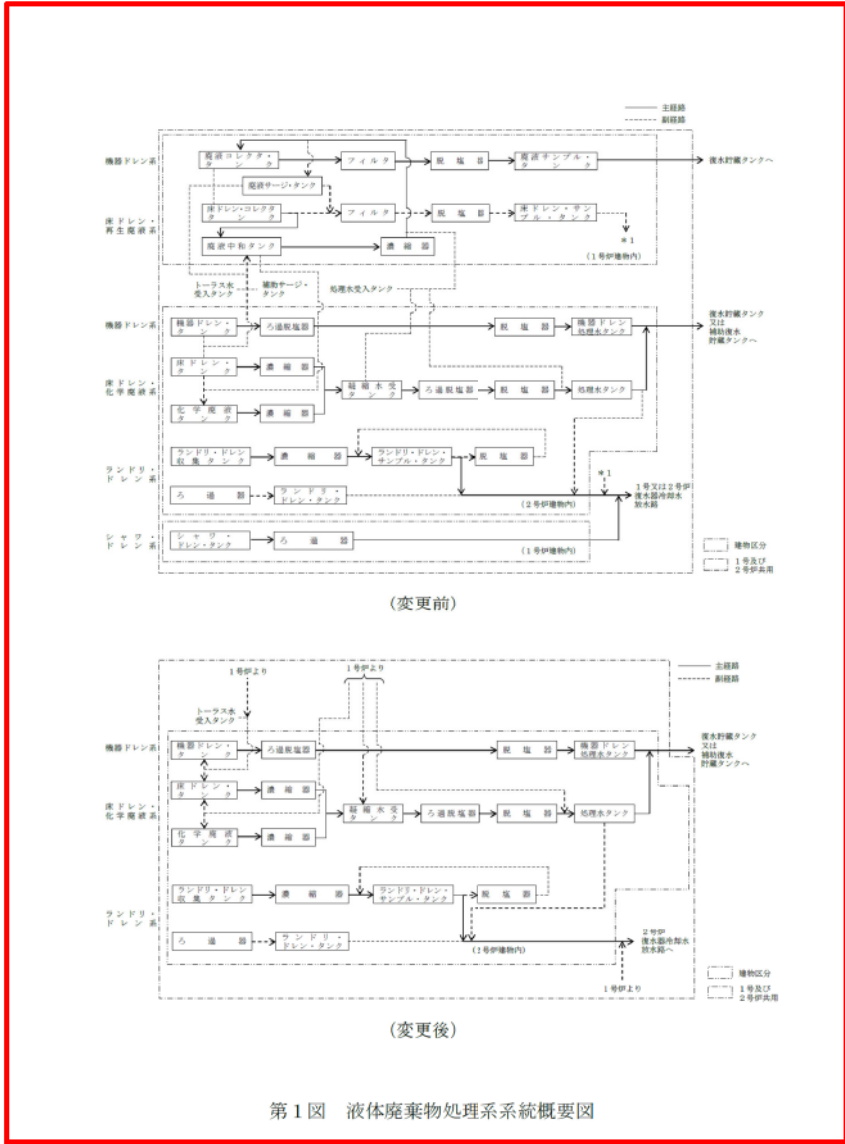 主経路
副経路
機器ドレン系
廃液コレクタ・
タンク
フィルタ
脱塩器
廃液サンプル・
タンク
復水貯蔵タンクへ
廃液サージ・タンク
床ドレン・
再生廃液系
床ドレン・コレクタ
タンク
フィルタ
脱塩器
床ドレン・サン
プル・タンク
*1
廃液中和タンク
濃縮器
(1号炉建物内)
トーラス水
受入タンク
補助サージ・
タンク
処理水受入タンク
機器ドレン系
機器ドレン・
タンク
ろ過脱塩器
脱塩器
機器ドレン
処理水タンク
復水貯蔵タンク
又は
補助復水
貯蔵タンクへ
床ドレン・
化学廃液系
床ドレン・タ
ンク
濃縮器
凝縮水受
タンク
ろ過脱塩器
脱塩器
処理水タンク
化学廃液
タンク
濃縮器
ランドリ・
ドレン系
ランドリ・ドレン
収集タンク
濃縮器
ランドリ・ドレン・
サンプル・タンク
脱塩器
*1
ろ過器
ランドリ・
ドレン・タンク
(2号炉建物内)
1号又は2号炉
復水器冷却水
放水路
シャワ・
ドレン系
シャワ・
ドレン・タンク
ろ過器
(1号炉建物内)
建物区分
1号及び
2号炉共用
(変更前)
1号炉より
1号炉より
主経路
副経路
トーラス水
受入タンク
機器ドレン系
機器ドレン・
タンク
ろ過脱塩器
脱塩器
機器ドレン
処理水タンク
復水貯蔵タンク
又は
補助復水
貯蔵タンクへ
床ドレン・
化学廃液系
床ドレン・タ
ンク
濃縮器
凝縮水受
タンク
ろ過脱塩器
脱塩器
処理水タンク
化学廃液
タンク
濃縮器
ランドリ・
ドレン系
ランドリ・ドレン
収集タンク
濃縮器
ランドリ・ドレン・
サンプル・タンク
脱塩器
ろ過器
ランドリ・
ドレン・タンク
(2号炉建物内)
2号炉
復水器冷却水
放水路へ
1号炉より
建物区分
1号及び
2号炉共用
(変更後)
第1図 液体廃棄物処理系系統概要図